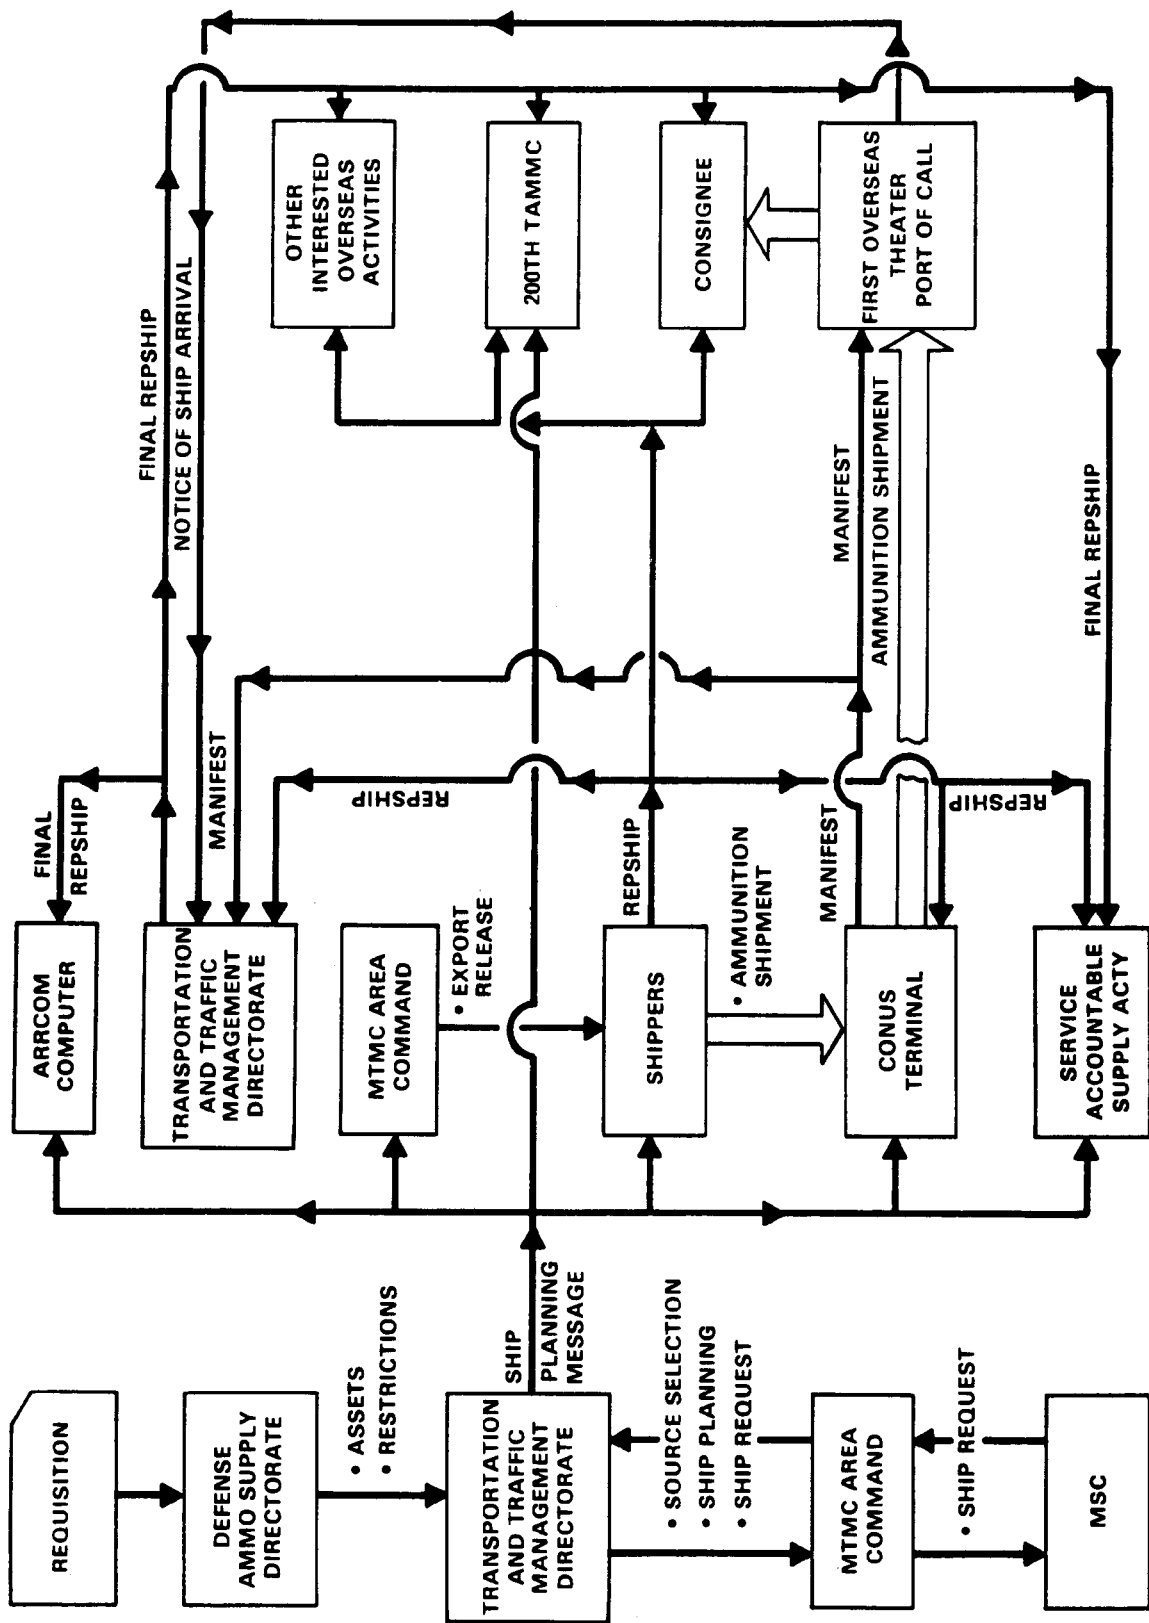 REQUISITION
DEFENSE
AMMO SUPPLY
DIRECTORATE
• ASSETS
• RESTRICTIONS
TRANSPORTATION
AND TRAFFIC
MANAGEMENT
DIRECTORATE
SHIP
PLANNING
MESSAGE
• SOURCE SELECTION
• SHIP PLANNING
• SHIP REQUEST
MTMC AREA
COMMAND
• SHIP REQUEST
MSC
ARRCOM
COMPUTER
FINAL
REPSHIP
TRANSPORTATION
AND TRAFFIC
MANAGEMENT
DIRECTORATE
MANIFEST
REPSHIP
MTMC AREA
COMMAND
• EXPORT
RELEASE
SHIPPERS
REPSHIP
• AMMUNITION
SHIPMENT
CONUS
TERMINAL
MANIFEST
REPSHIP
SERVICE
ACCOUNTABLE
SUPPLY ACTY
FINAL REPSHIP
NOTICE OF SHIP ARRIVAL
OTHER
INTERESTED
OVERSEAS
ACTIVITIES
200TH TAMMC
CONSIGNEE
MANIFEST
AMMUNITION SHIPMENT
FIRST OVERSEAS
THEATER
PORT OF CALL
FINAL REPSHIP